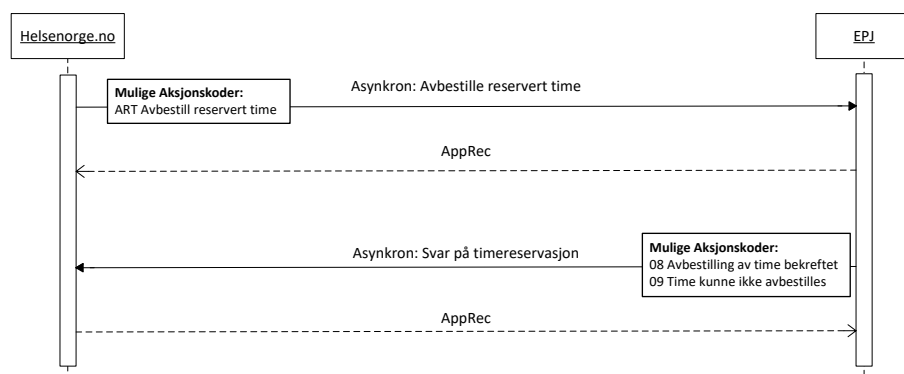 Helsenorge.no
EPJ
Mulige Aksjonskoder:
ART Avbestill reservert time
Asynkron: Avbestille reservert time
AppRec
Asynkron: Svar på timereservasjon
Mulige Aksjonskoder:
08 Avbestilling av time bekreftet
09 Time kunne ikke avbestilles
AppRec